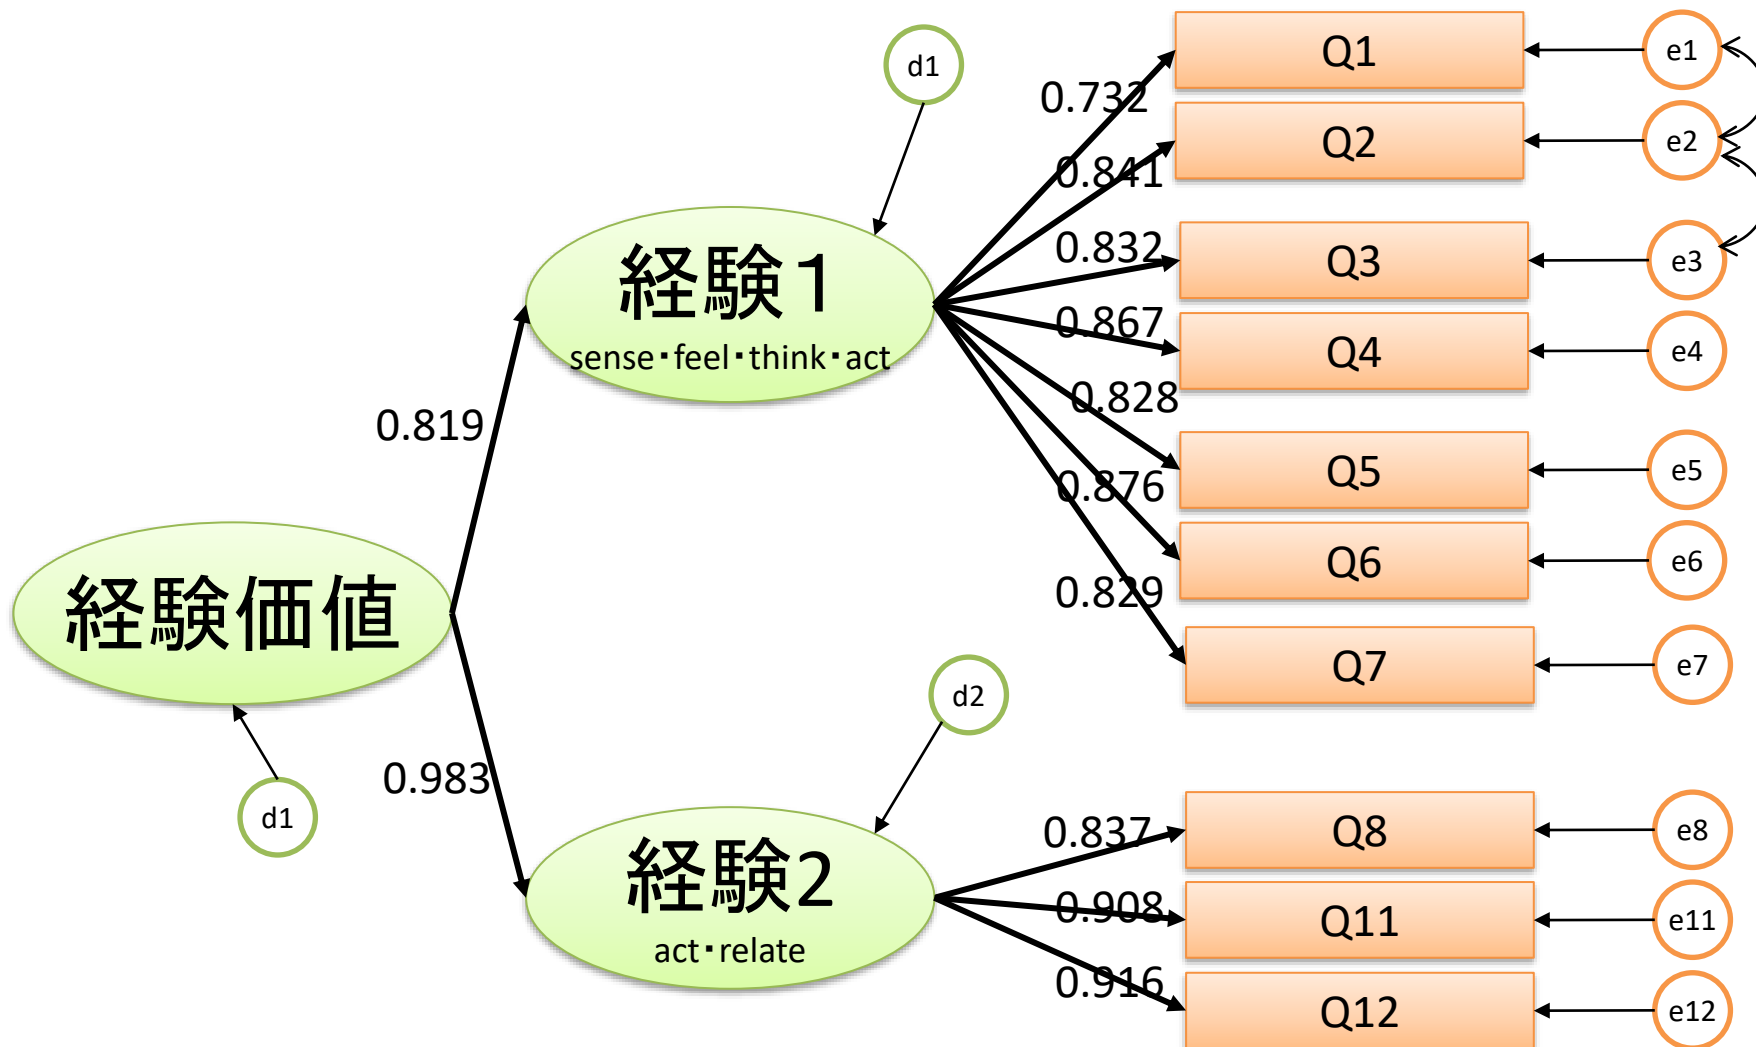 d1
Q1
e1
0.732
Q2
e2
0.841
経験1
sense・feel・think・act
0.832
Q3
e3
0.867
Q4
e4
0.828
Q5
e5
0.876
Q6
e6
0.829
Q7
e7
0.819
経験価値
d1
0.983
d2
経験2
act・relate
0.837
Q8
e8
0.908
Q11
e11
0.916
Q12
e12